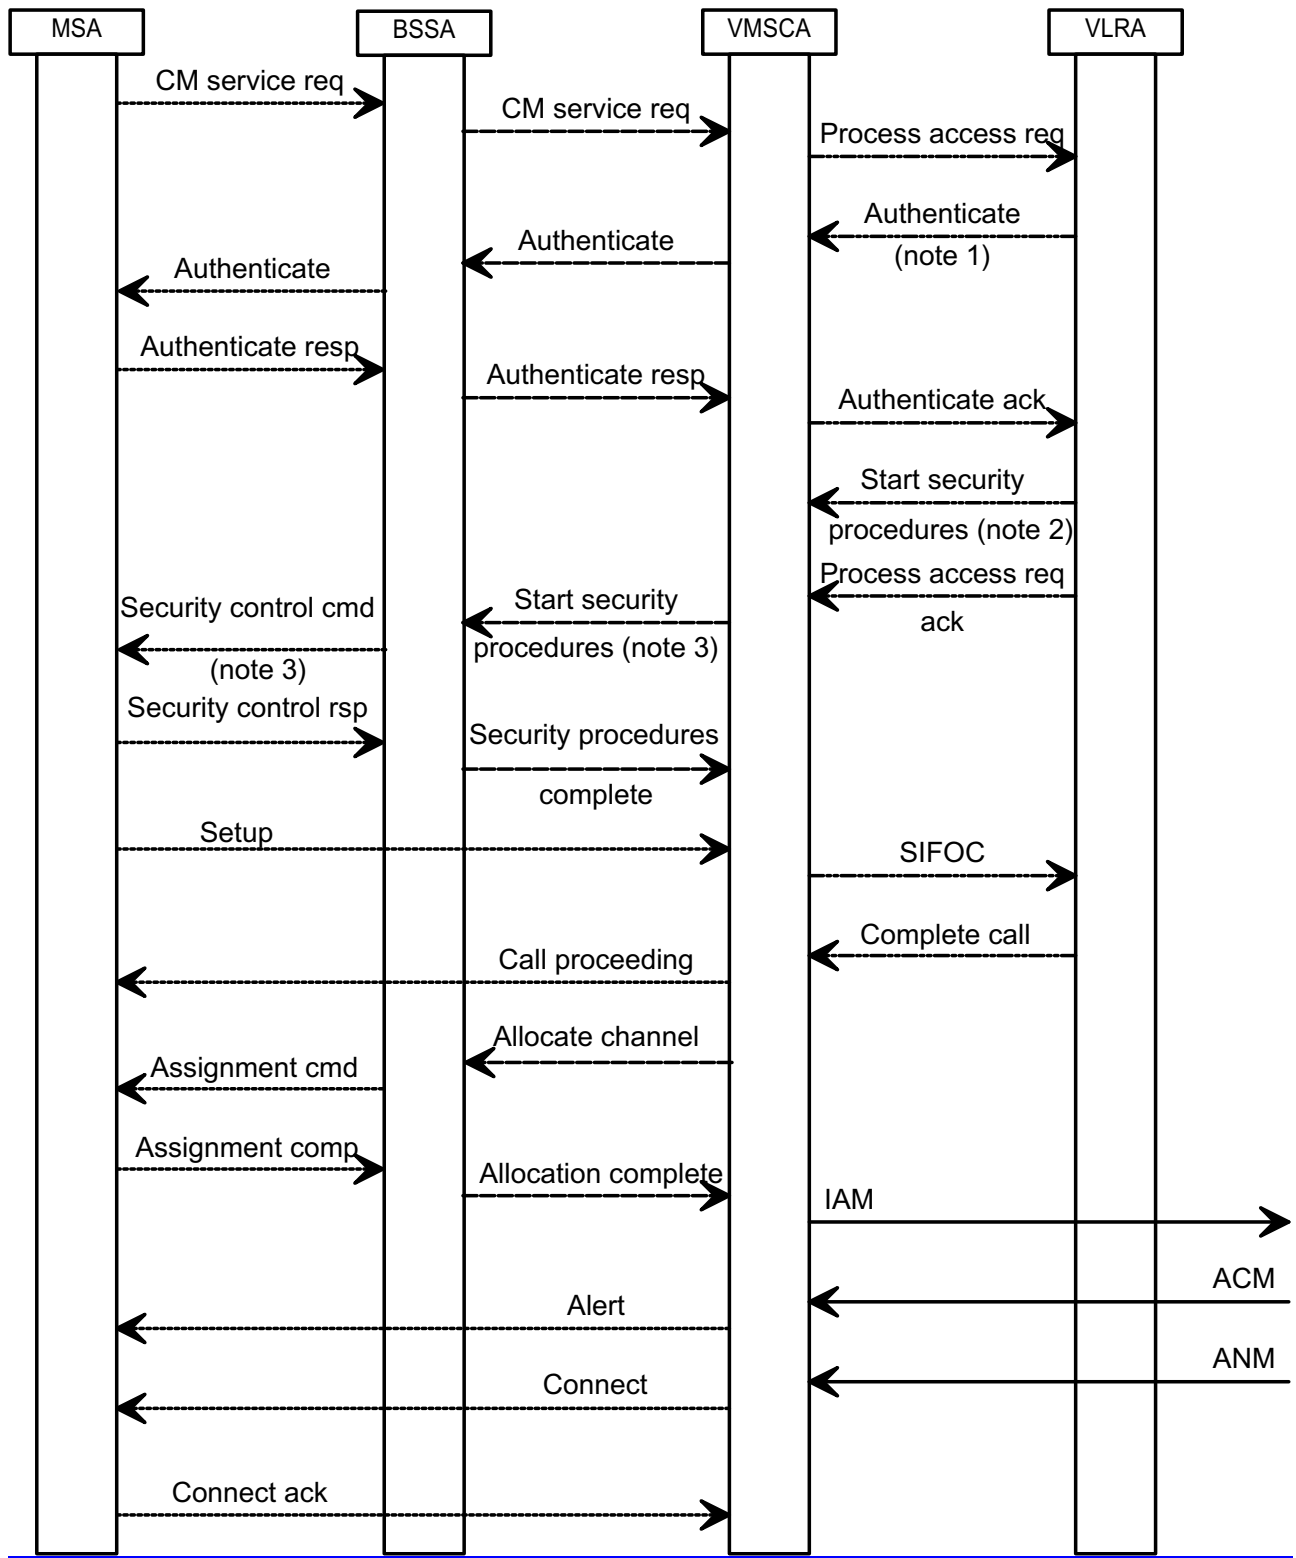 MSA
BSSA
VMSCA
VLRA
CM service req
CM service req
Process access req
Authenticate
(note 1)
Authenticate
Authenticate
Authenticate resp
Authenticate resp
Authenticate ack
Start security
procedures (note 2)
Process access req
ack
Start security
procedures (note 3)
Security control cmd
(note 3)
Security control rsp
Security procedures
complete
Setup
SIFOC
Complete call
Call proceeding
Allocate channel
Assignment cmd
Assignment comp
Allocation complete
IAM
ACM
Alert
ANM
Connect
Connect ack